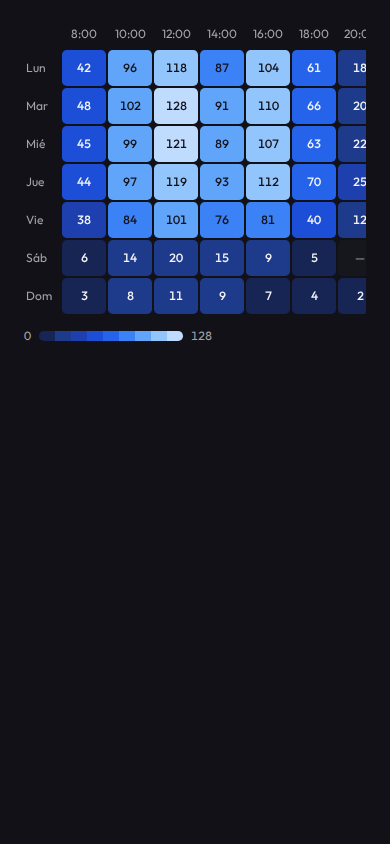 8:00 10:00 12:00 14:00 16:00 18:00 20:0
Lun 42 96 118 87 104 61 18
Mar 48 102 128 91 110 66 20
Mié 45 99 121 89 107 63 22
Jue 44 97 119 93 112 70 25
Vie 38 84 101 76 81 40 12
Sáb 6 14 20 15 9 5 —
Dom 3 8 11 9 7 4 2
0 128